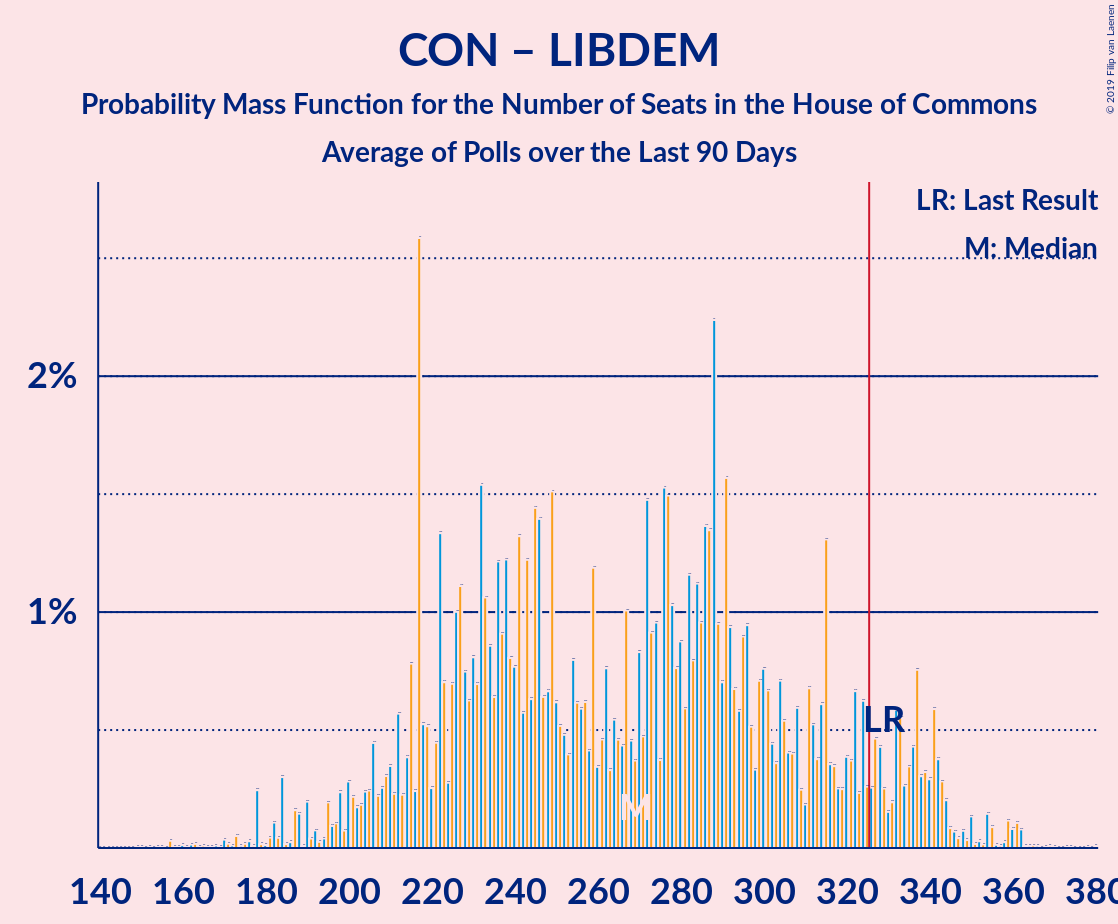 CON – LIBDEM
Probability Mass Function for the Number of Seats in the House of Commons
Average of Polls over the Last 90 Days
© 2019 Filip van Laenen
LR: Last Result
M: Median
2%
1%
LR
M
140 160 180 200 220 240 260 280 300 320 340 360 380